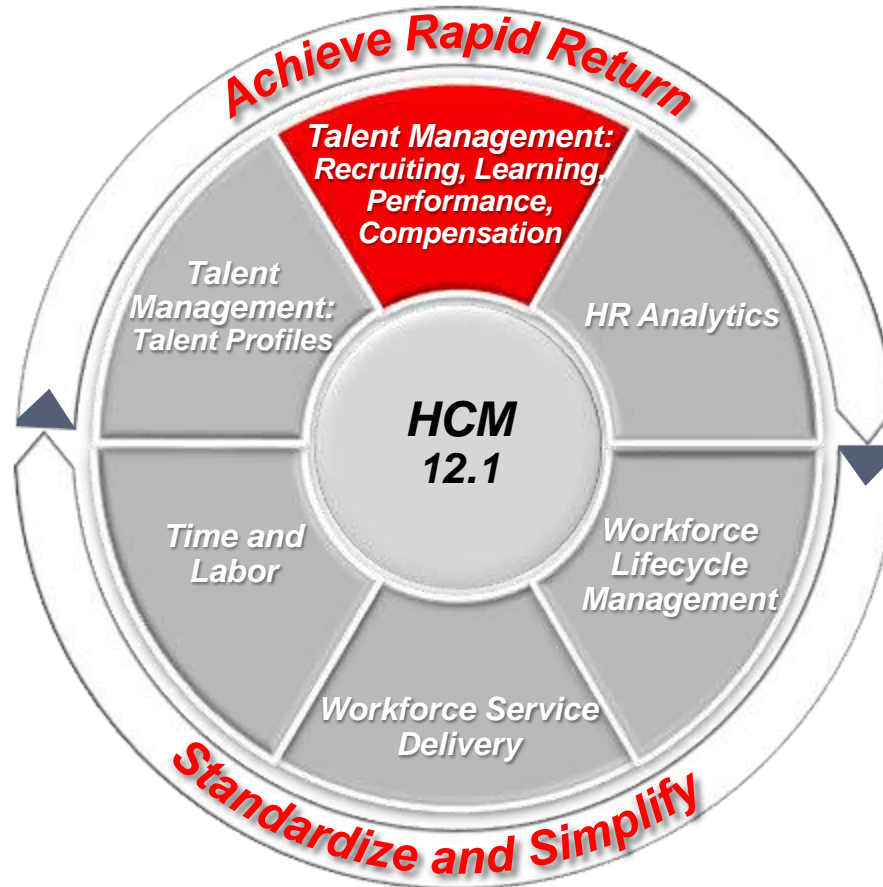 Achieve Rapid Return
Talent Management:
Recruiting, Learning,
Performance,
Compensation
Talent
Management:
Talent Profiles
HR Analytics
HCM
12.1
Time and
Labor
Workforce
Lifecycle
Management
Workforce Service
Delivery
Standardize and Simplify